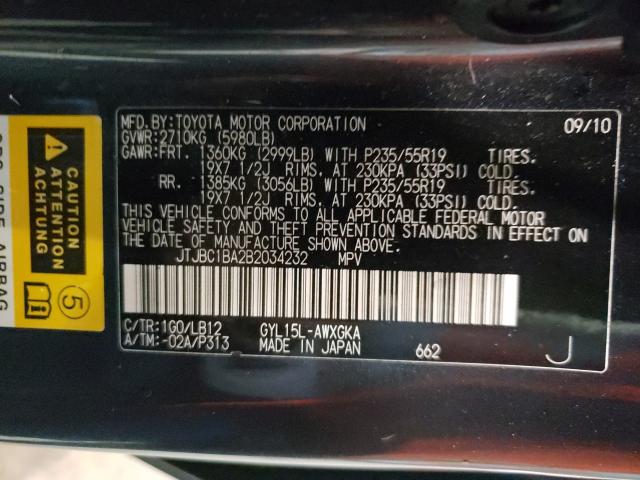 MFD. BY: TOYOTA MOTOR CORPORATION 09/10
GVWR: 2710KG (5980LB)
GAWR: FRT. 1360KG (2999LB) WITH P235/55R19 TIRES.
19X7 1/2J RIMS. AT 230KPA (33PSI) COLD.
RR. 1385KG (3056LB) WITH P235/55R19 TIRES.
19X7 1/2J RIMS. AT 230KPA (33PSI) COLD.
THIS VEHICLE CONFORMS TO ALL APPLICABLE FEDERAL MOTOR
VEHICLE SAFETY AND THEFT PREVENTION STANDARDS IN EFFECT ON
THE DATE OF MANUFACTURE SHOWN ABOVE.
JTJBC1BA2B2034232 MPV
C/TR: 1G0/LB12 GYL15L-AWXGKA
A/TM: -02A/P313 MADE IN JAPAN 662 J
CAUTION
ATTENTION
ACHTUNG
5
SRS SIDE AIRBAG